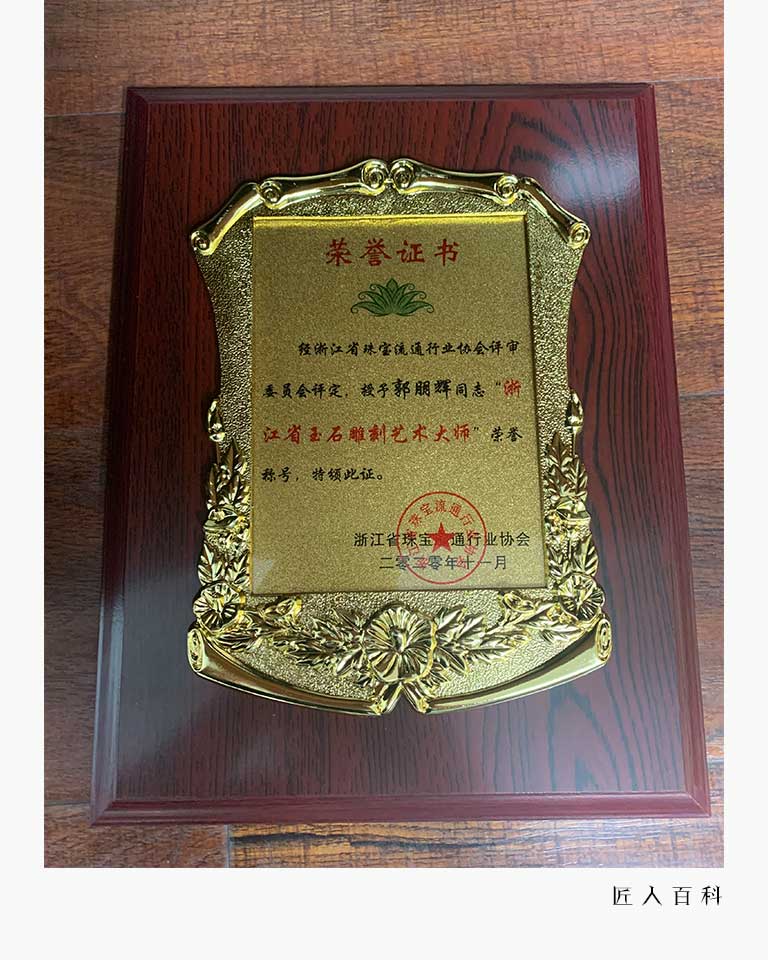 荣誉证书
经浙江省珠宝流通行业协会评审
委员会评定，授予郭朋辉同志“浙
江省玉石雕刻艺术大师”荣誉
称号，特颁此证。
浙江省珠宝流通行业协会
二零二零年十一月
匠人百科